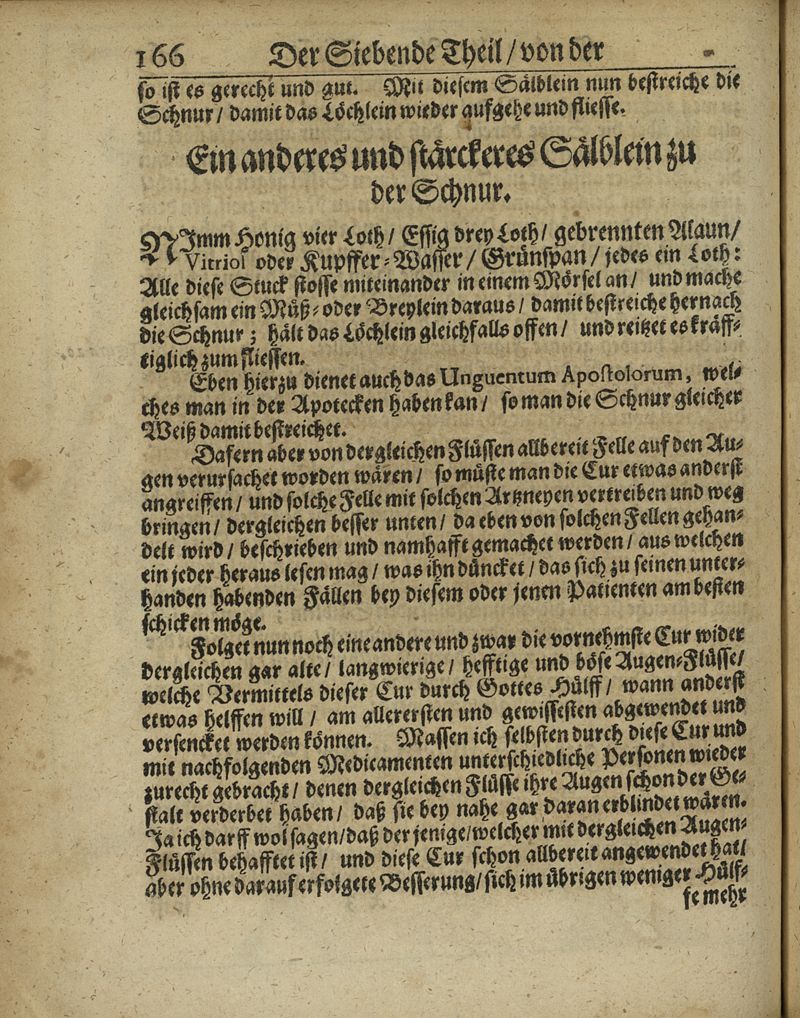 166 Der Siebende Theil / von der
so ist es gerecht und gut. Mit diesem Sälblein nun bestreiche die
Schnur / damit das Löchlein wieder aufgehe und fliesse.
Ein anderes und stärckeres Sälblein zu
der Schnur.
NImm Honig vier Loth / Essig drey Loth / gebrennten Alaun /
Vitriol oder Kupffer-Wasser / Grünspan / jedes ein Loth:
Alle diese Stuck stosse miteinander in einem Mörsel an / und mache
gleichsam ein Müß- oder Breylein daraus / damit bestreiche hernach
die Schnur; hält das Löchlein gleichfalls offen / und reitzet es kräff-
tiglich zum fliessen.
Eben hierzu dienet auch das Unguentum Apostolorum, wel-
ches man in der Apotecken haben kan / so man die Schnur gleicher
Weiß damit bestreichet.
Dafern aber von dergleichen Flüssen allbereit Felle auf den Au-
gen verursachet worden wären / so müste man die Cur etwas anderst
angreiffen / und solche Felle mit solchen Artzneyen vertreiben und weg
bringen / dergleichen besser unten / da eben von solchen Fellen gehan-
delt wird / beschrieben und namhafft gemachet werden / aus welchen
ein jeder heraus lesen mag / was ihn düncket / das sich zu seinen unter-
handen habenden Fällen bey diesem oder jenen Patienten am besten
schicken möge.
Folget nun noch eine andere und zwar die vornehmste Cur wider
dergleichen gar alte / langwierige / hefftige und böse Augen-Flüsse /
welche Vermittels dieser Cur durch Gottes Hülff / wann anderst
etwas helffen will / am allerersten und gewissesten abgewendet und
versencket werden können. Massen ich selbsten durch diese Cur und
mit nachfolgenden Medicamenten unterschiedliche Personen wieder
zurecht gebracht / denen dergleichen Flüsse ihre Augen schon der Ge-
stalt verderbet haben / daß sie bey nahe gar daran erblindet wären.
Ja ich darff wol sagen / daß der jenige / welcher mit dergleichen Augen-
Flüssen behafftet ist / und diese Cur schon allbereit angewendet hat /
aber ohne darauf erfolgete Besserung / sich im übrigen weniger Hülf-
fe mehr